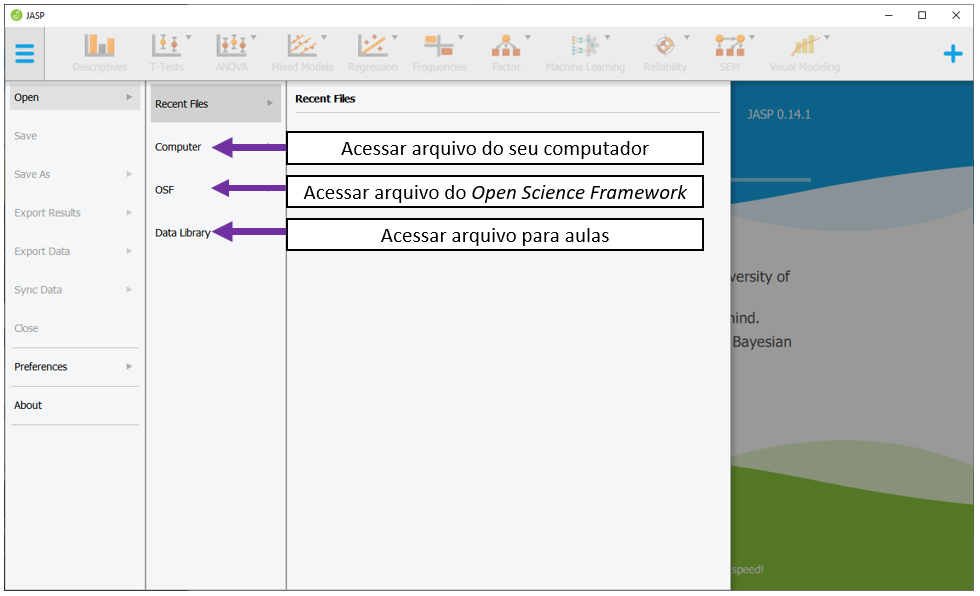 JASP
Descriptives
T-Tests
ANOVA
Mixed Models
Regression
Frequencies
Factor
Machine Learning
Reliability
SEM
Visual Modeling
Open
Save
Save As
Export Results
Export Data
Sync Data
Close
Preferences
About
Recent Files
Computer
OSF
Data Library
Recent Files
Acessar arquivo do seu computador
Acessar arquivo do Open Science Framework
Acessar arquivo para aulas
JASP 0.14.1
versity of
mind.
Bayesian
speed!